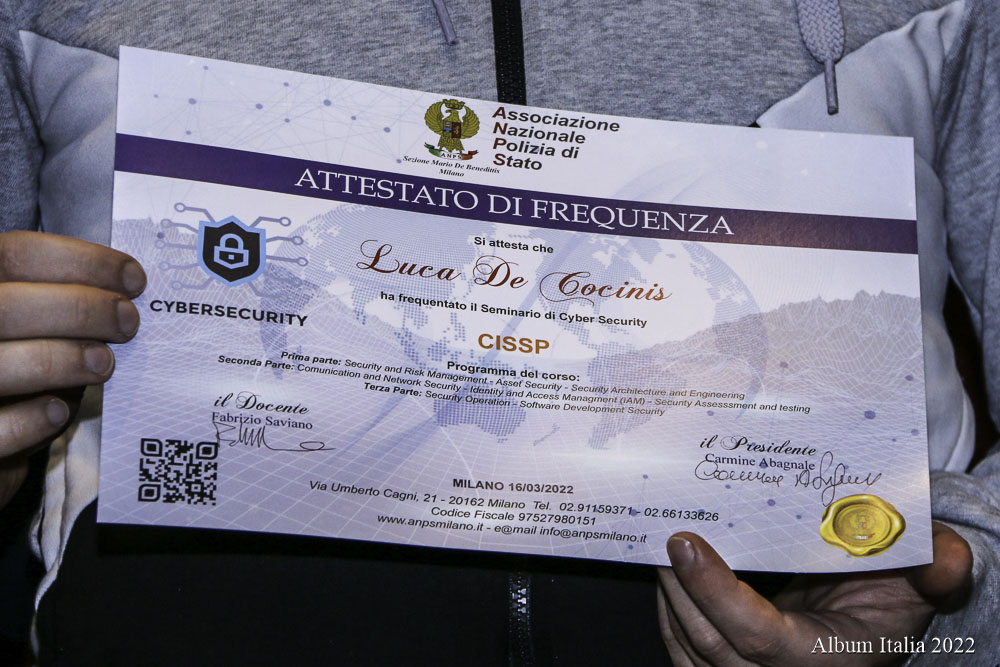 Associazione
Nazionale
Polizia di
Stato
ANPS
Sezione Mario De Beneditis
Milano
ATTESTATO DI FREQUENZA
Si attesta che
Luca De Cocinis
ha frequentato il Seminario di Cyber Security
CYBERSECURITY
CISSP
Programma del corso:
Prima parte: Security and Risk Management - Asset Security - Security Architecture and Engineering
Seconda Parte: Comunication and Network Security - Identity and Access Managment (IAM) - Security Assesssment and testing
Terza Parte: Security Operation - Software Development Security
il Docente
Fabrizio Saviano
il Presidente
Carmine Abagnale
MILANO 16/03/2022
Via Umberto Cagni, 21 - 20162 Milano Tel. 02.91159371 - 02.66133626
Codice Fiscale 97527980151
www.anpsmilano.it - e@mail info@anpsmilano.it
Album Italia 2022